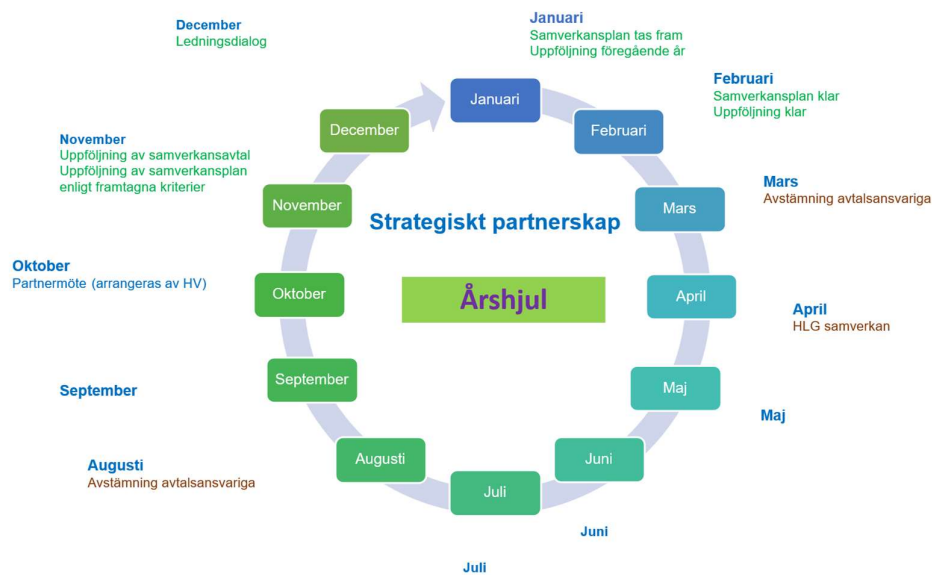 December
Ledningsdialog
Januari
Samverkansplan tas fram
Uppföljning föregående år
Februari
Samverkansplan klar
Uppföljning klar
November
Uppföljning av samverkansavtal
Uppföljning av samverkansplan
enligt framtagna kriterier
Mars
Avstämning avtalsansvariga
Oktober
Partnermöte (arrangeras av HV)
April
HLG samverkan
September
Maj
Augusti
Avstämning avtalsansvariga
Juni
Juli
Strategiskt partnerskap
Årshjul
Januari
Februari
Mars
April
Maj
Juni
Juli
Augusti
September
Oktober
November
December